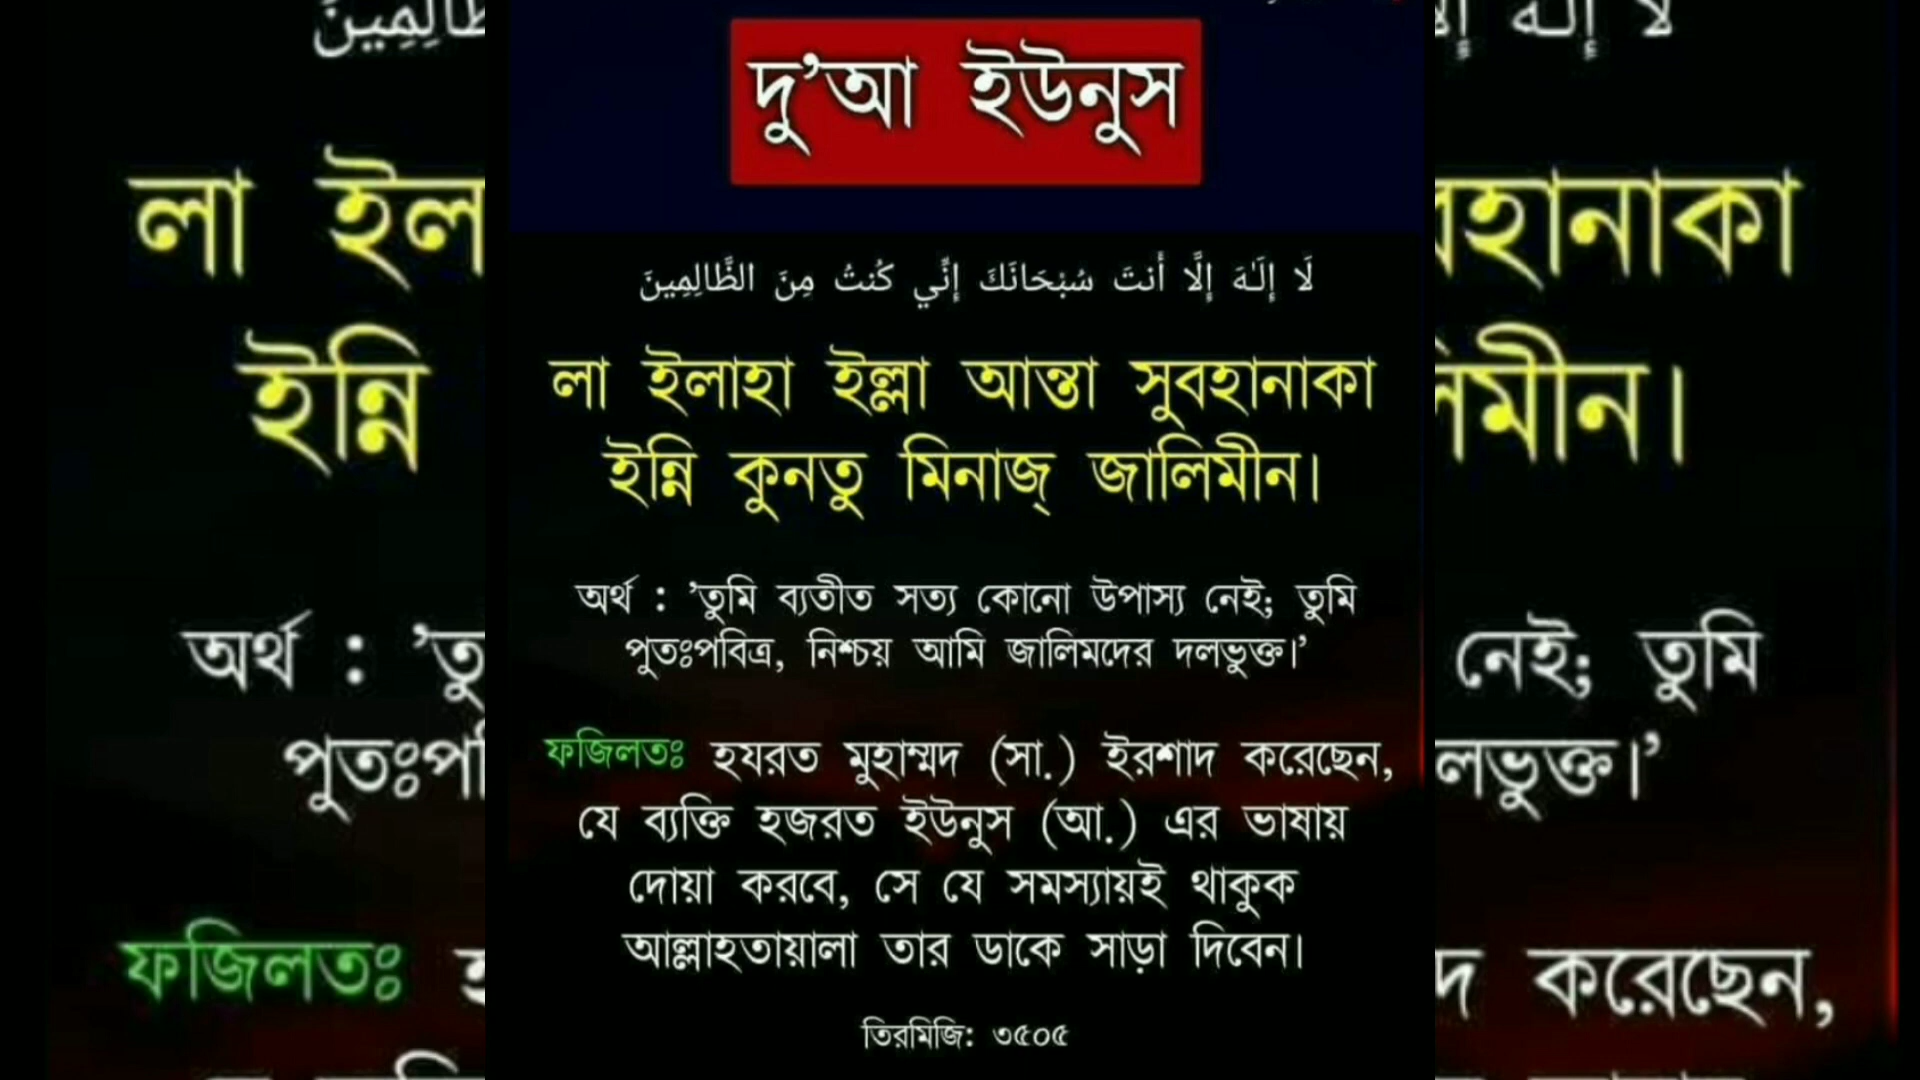 দু'আ ইউনুস
لَا إِلَـٰهَ إِلَّا أَنتَ سُبْحَانَكَ إِنِّي كُنتُ مِنَ الظَّالِمِينَ
লা ইলাহা ইল্লা আন্তা সুবহানাকা
ইন্নি কুনতু মিনাজ্ জালিমীন।
অর্থ : ’তুমি ব্যতীত সত্য কোনো উপাস্য নেই; তুমি
পুতঃপবিত্র, নিশ্চয় আমি জালিমদের দলভুক্ত।’
ফজিলতঃ হযরত মুহাম্মদ (সা.) ইরশাদ করেছেন,
যে ব্যক্তি হজরত ইউনুস (আ.) এর ভাষায়
দোয়া করবে, সে যে সমস্যায়ই থাকুক
আল্লাহতায়ালা তার ডাকে সাড়া দিবেন।
তিরমিজি: ৩৫০৫